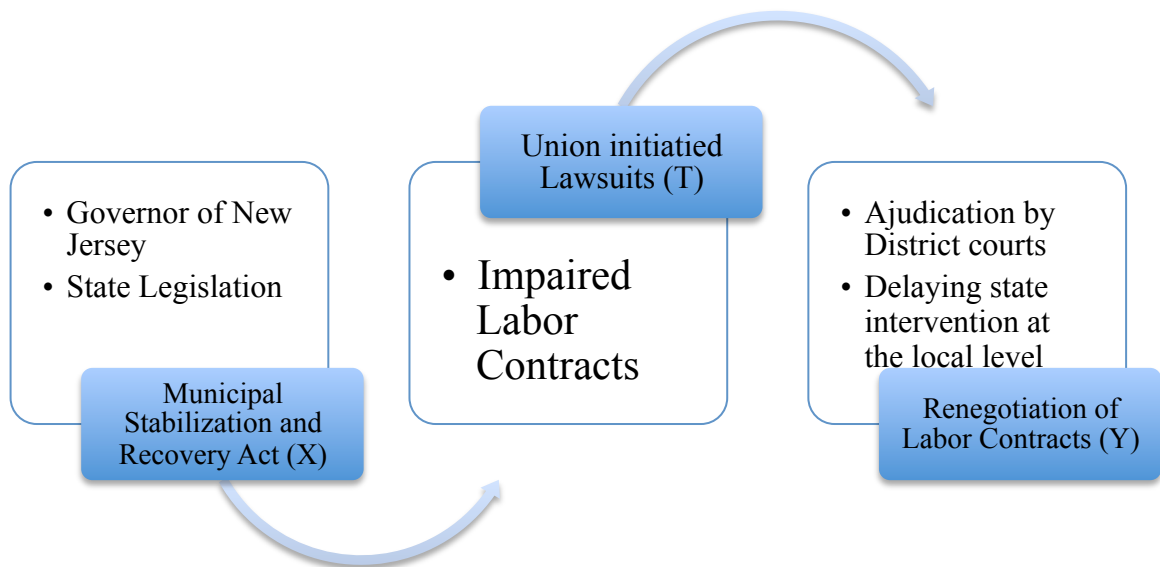 • Governor of New
Jersey
• State Legislation
Municipal
Stabilization and
Recovery Act (X)
Union initiatied
Lawsuits (T)
• Impaired
Labor
Contracts
• Ajudication by
District courts
• Delaying state
intervention at
the local level
Renegotiation of
Labor Contracts (Y)